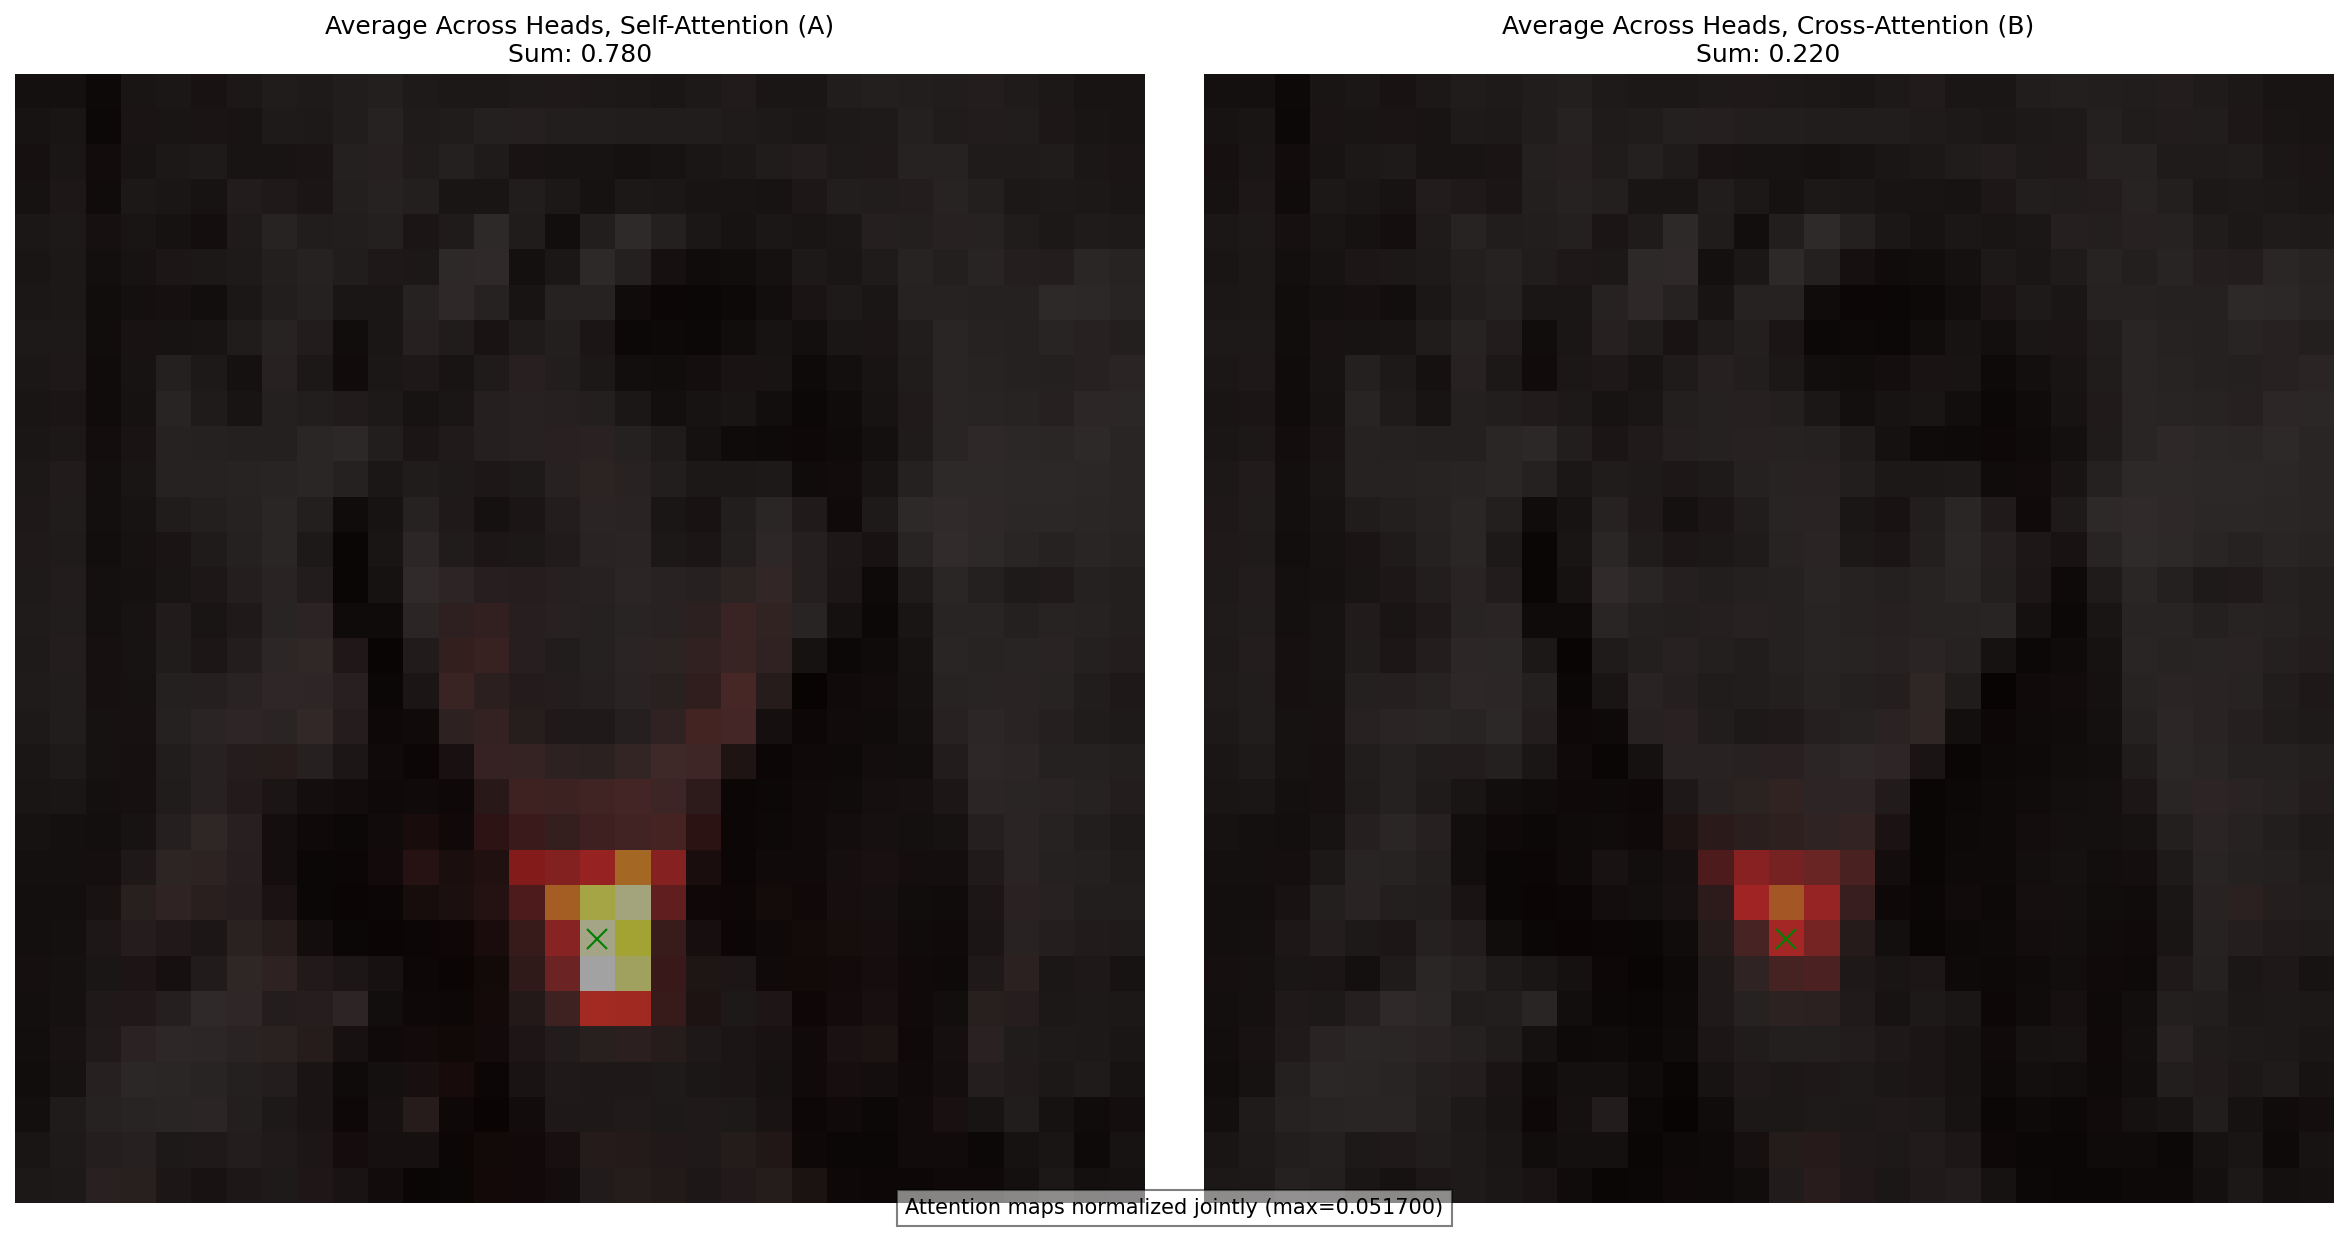 Average Across Heads, Self-Attention (A)
Sum: 0.780
Average Across Heads, Cross-Attention (B)
Sum: 0.220
Attention maps normalized jointly (max=0.051700)